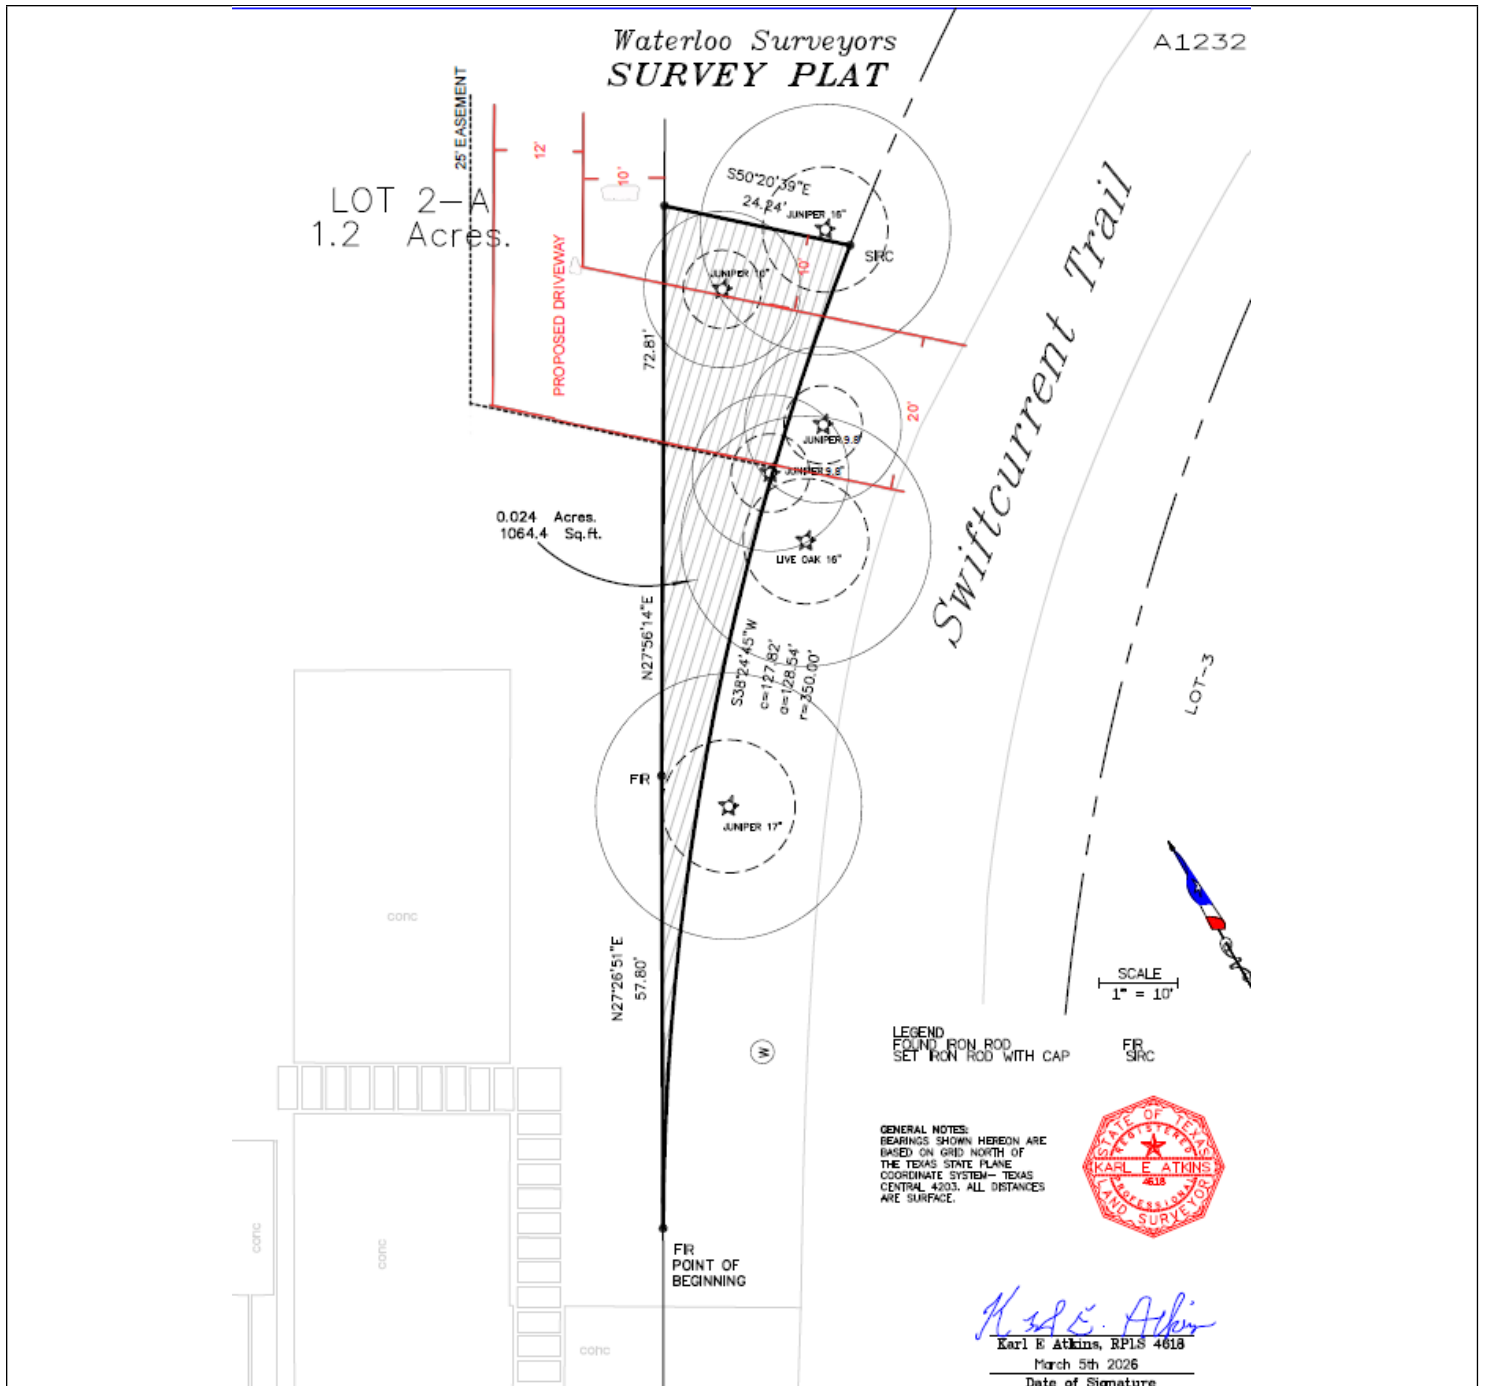 Waterloo Surveyors
SURVEY PLAT
A1232
25' EASEMENT
12'
10'
LOT 2-A
1.2 Acres.
PROPOSED DRIVEWAY
S50°20'39"E
24.24'
JUNIPER 16"
SIRC
JUNIPER 10"
10'
72.81'
20'
JUNIPER 9.8"
JUNIPER 9.8"
LIVE OAK 16"
Swiftcurrent Trail
0.024 Acres.
1064.4 Sq.ft.
N27°56'14"E
S38°24'45"W
c=127.82'
a=128.54'
r=350.00'
LOT-3
FIR
JUNIPER 17"
conc
N27°26'51"E
57.80'
W
SCALE
1" = 10'
LEGEND
FOUND IRON ROD FIR
SET IRON ROD WITH CAP SIRC
GENERAL NOTES:
BEARINGS SHOWN HEREON ARE
BASED ON GRID NORTH OF
THE TEXAS STATE PLANE
COORDINATE SYSTEM- TEXAS
CENTRAL 4203. ALL DISTANCES
ARE SURFACE.
STATE OF TEXAS
REGISTERED
KARL E ATKINS
4618
PROFESSIONAL
LAND SURVEYOR
conc
conc
FIR
POINT OF
BEGINNING
conc
Karl E. Atkins
Karl E Atkins, RPLS 4618
March 5th 2026
Date of Signature